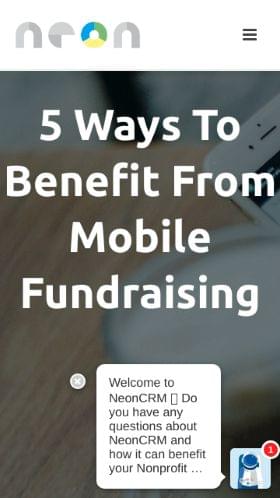 neon
5 Ways To
Benefit From
Mobile
Fundraising
Welcome to
NeonCRM ▯ Do
you have any
questions about
NeonCRM and
how it can benefit
your Nonprofit ...
1